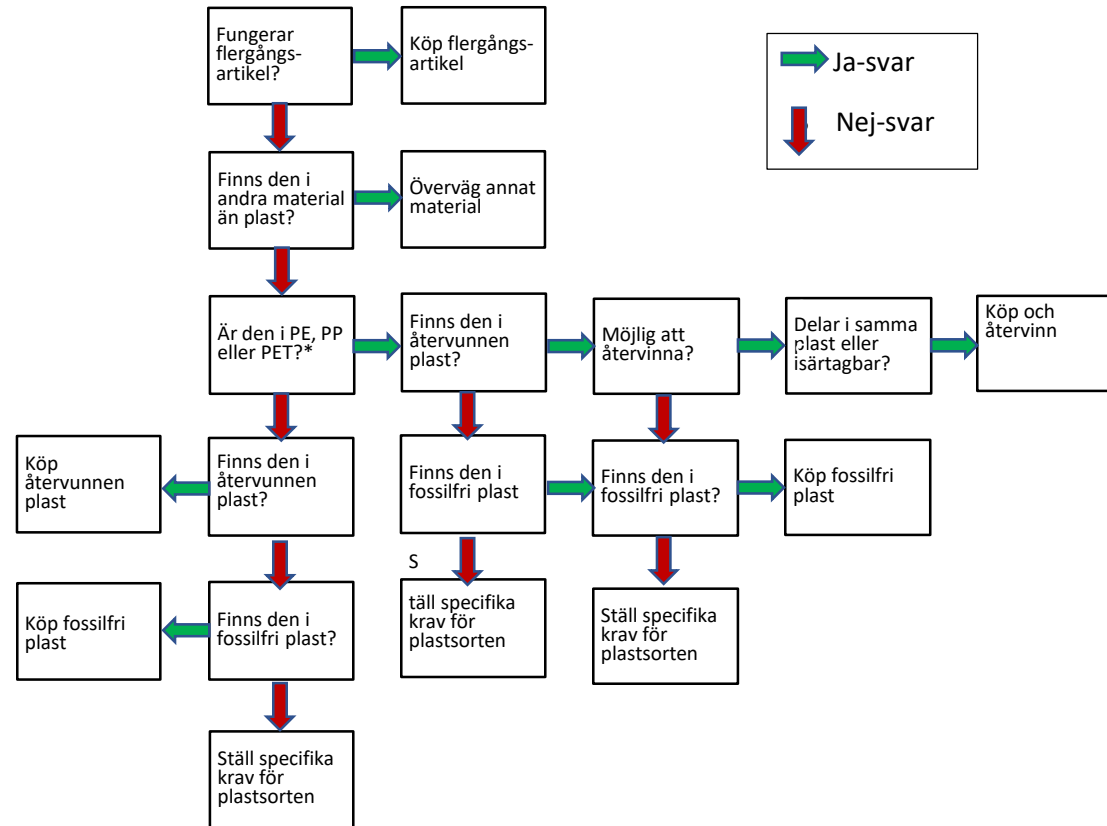 Fungerar
flergångs-
artikel?
Köp flergångs-
artikel
Ja-svar
Nej-svar
Finns den i
andra material
än plast?
Överväg annat
material
Är den i PE, PP
eller PET?*
Finns den i
återvunnen
plast?
Möjlig att
återvinna?
Delar i samma
plast eller
isärtagbar?
Köp och
återvinn
Köp
återvunnen
plast
Finns den i
återvunnen
plast?
Finns den i
fossilfri plast
Finns den i
fossilfri plast?
Köp fossilfri
plast
Köp fossilfri
plast
Finns den i
fossilfri plast?
S
täll specifika
krav för
plastsorten
Ställ specifika
krav för
plastsorten
Ställ specifika
krav för
plastsorten